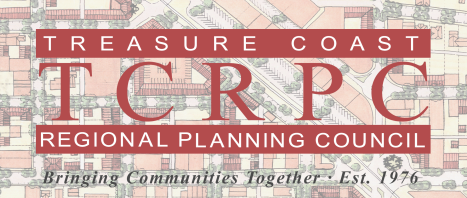 TREASURE COAST
TCRPC
REGIONAL PLANNING COUNCIL
Bringing Communities Together · Est. 1976